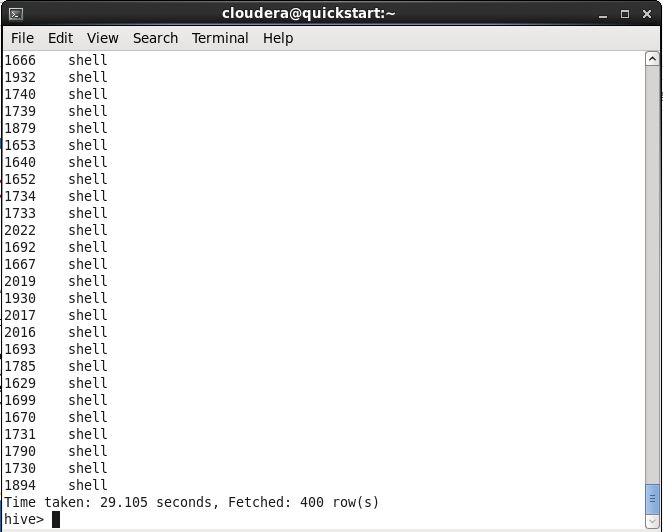 cloudera@quickstart:~
File Edit View Search Terminal Help
1666 shell
1932 shell
1740 shell
1739 shell
1879 shell
1653 shell
1640 shell
1652 shell
1734 shell
1733 shell
2022 shell
1692 shell
1667 shell
2019 shell
1930 shell
2017 shell
2016 shell
1693 shell
1785 shell
1629 shell
1699 shell
1670 shell
1731 shell
1790 shell
1730 shell
1894 shell
Time taken: 29.105 seconds, Fetched: 400 row(s)
hive>